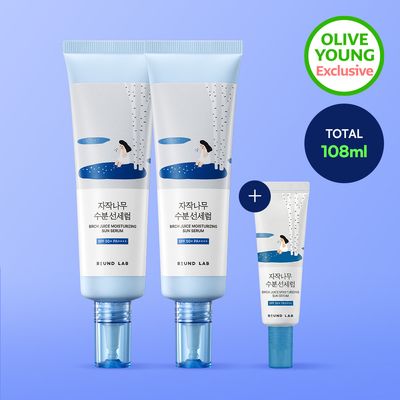 OLIVE
YOUNG
Exclusive
TOTAL
108ml
자작나무
수분선세럼
BIRCH JUICE MOISTURIZING
SUN SERUM
SPF 50+ PA++++
ROUND LAB
자작나무
수분선세럼
BIRCH JUICE MOISTURIZING
SUN SERUM
SPF 50+ PA++++
ROUND LAB
+
자작나무
수분선세럼
BIRCH JUICE MOISTURIZING
SUN SERUM
SPF 50+ PA++++
ROUND LAB